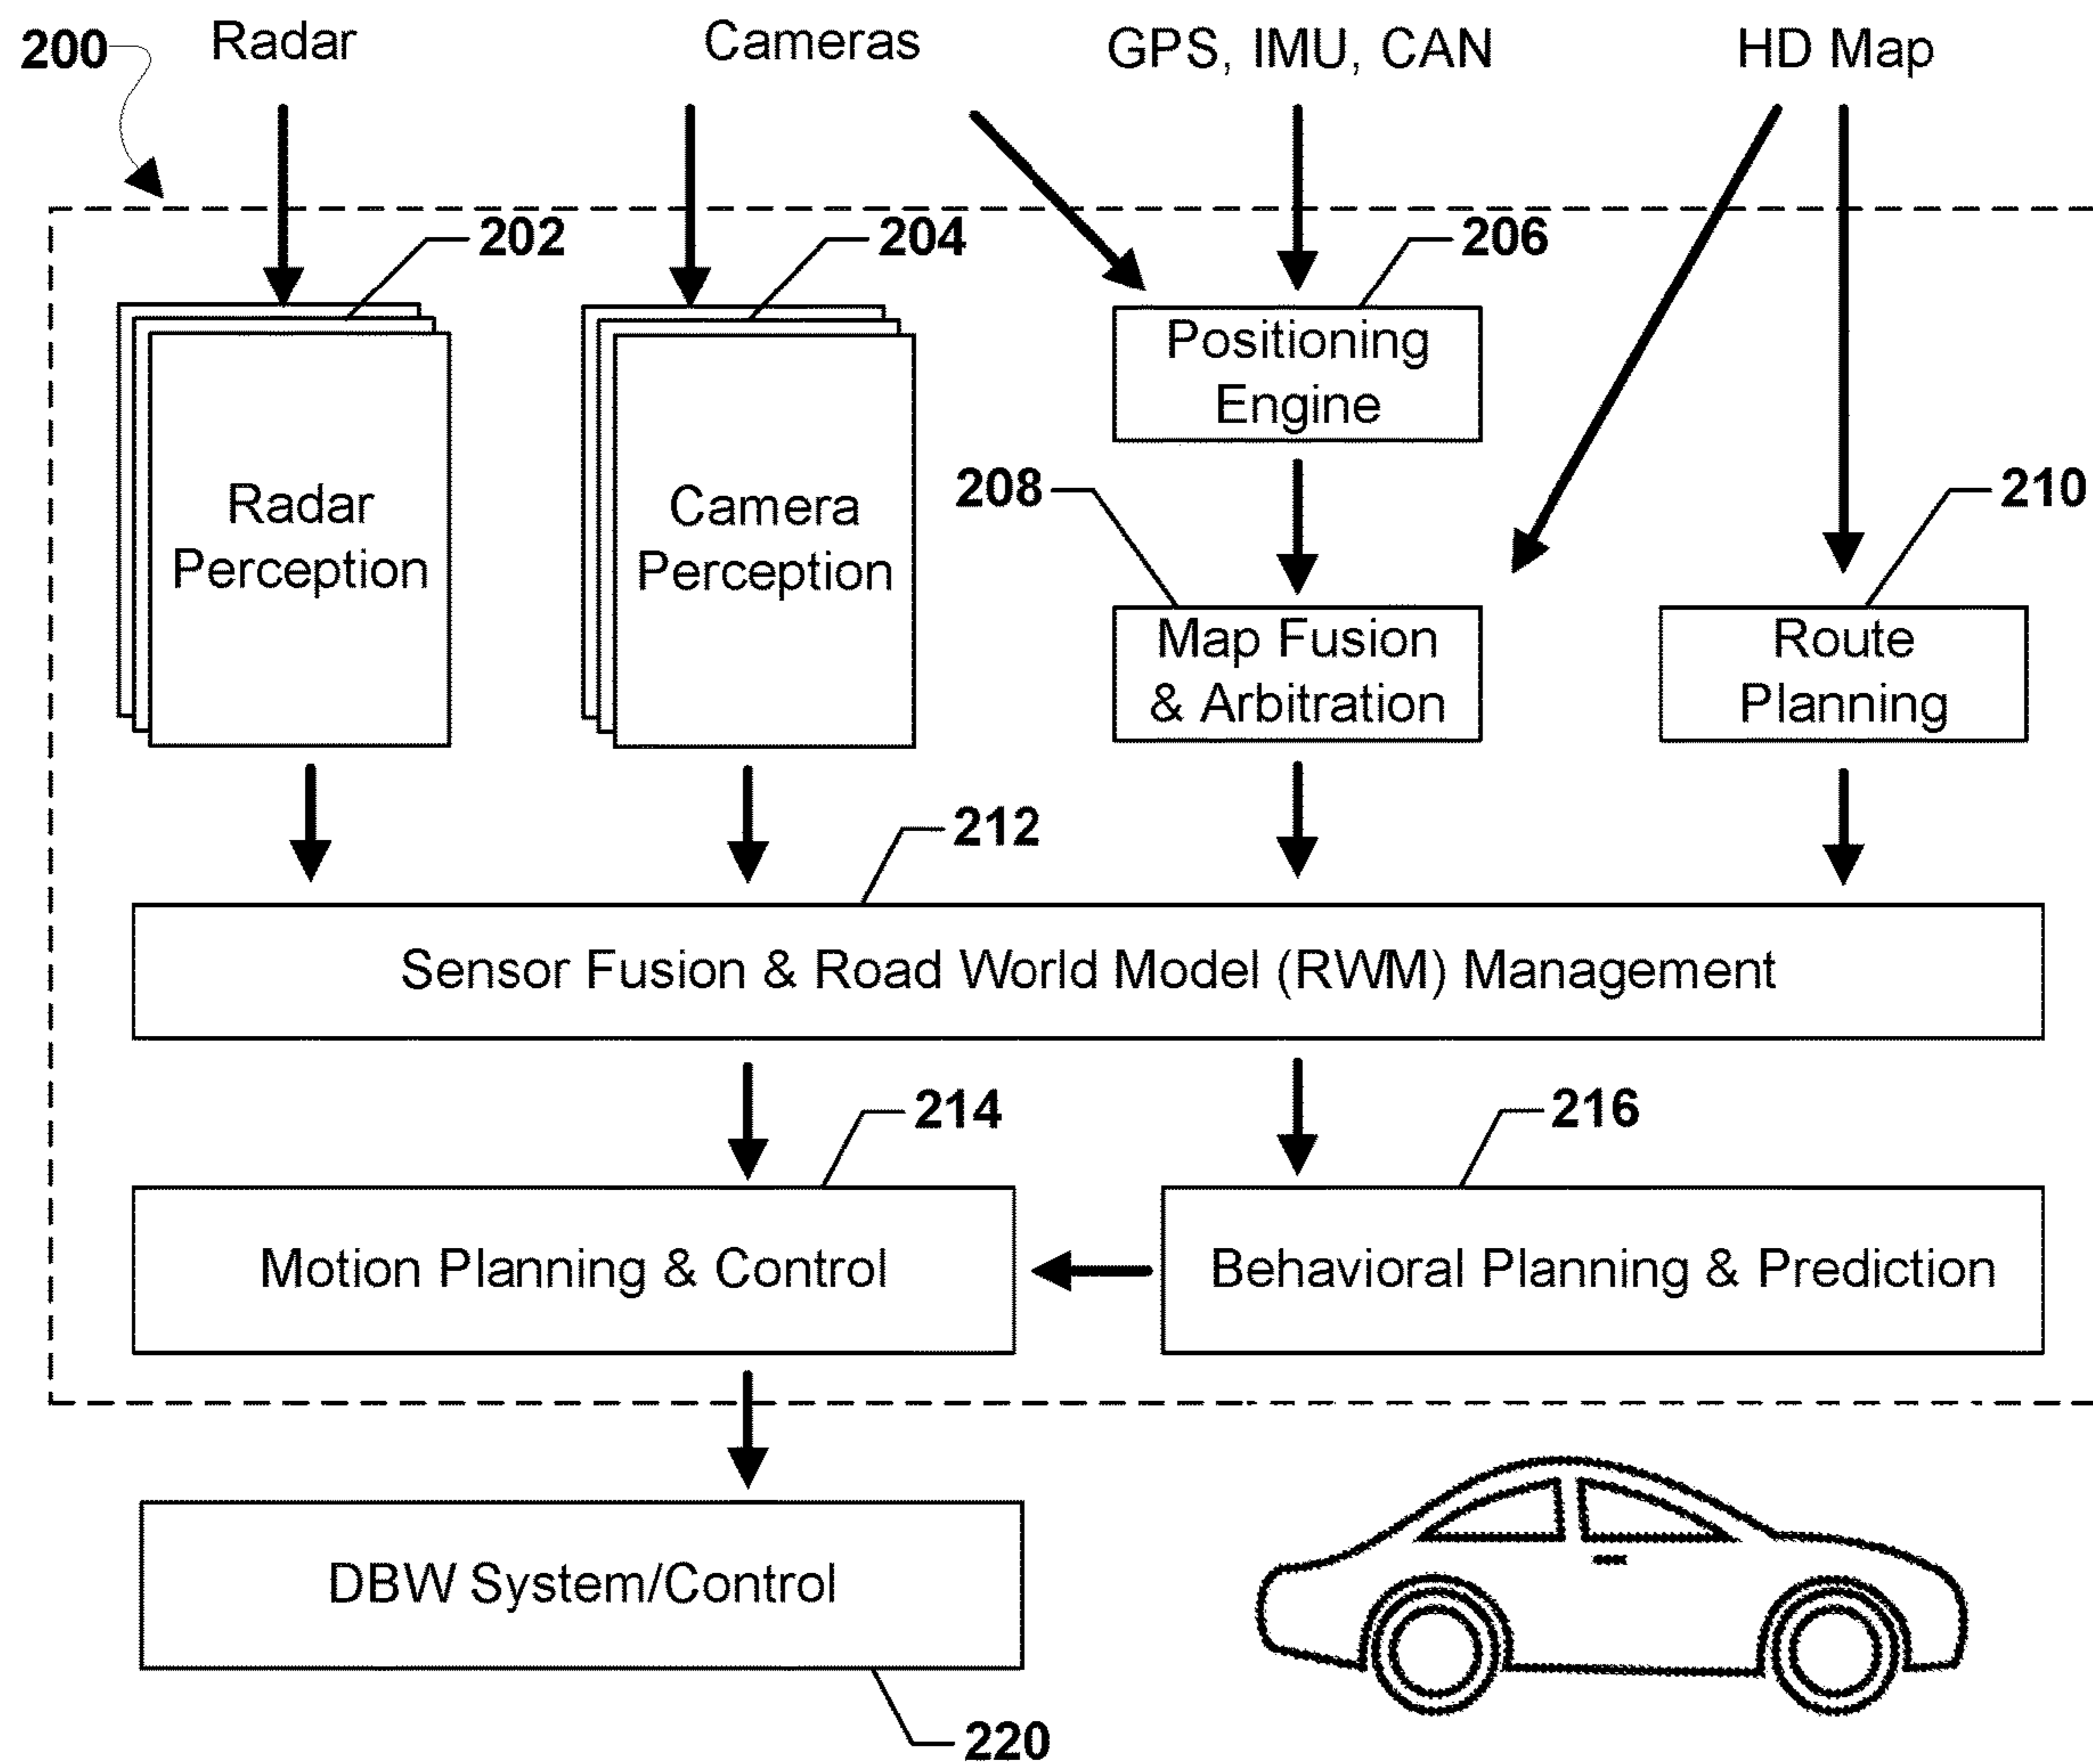 200
Radar
Cameras
GPS, IMU, CAN
HD Map
202
204
206
Positioning
Engine
208
210
Radar
Perception
Camera
Perception
Map Fusion
& Arbitration
Route
Planning
212
Sensor Fusion & Road World Model (RWM) Management
214
216
Motion Planning & Control
Behavioral Planning & Prediction
DBW System/Control
220